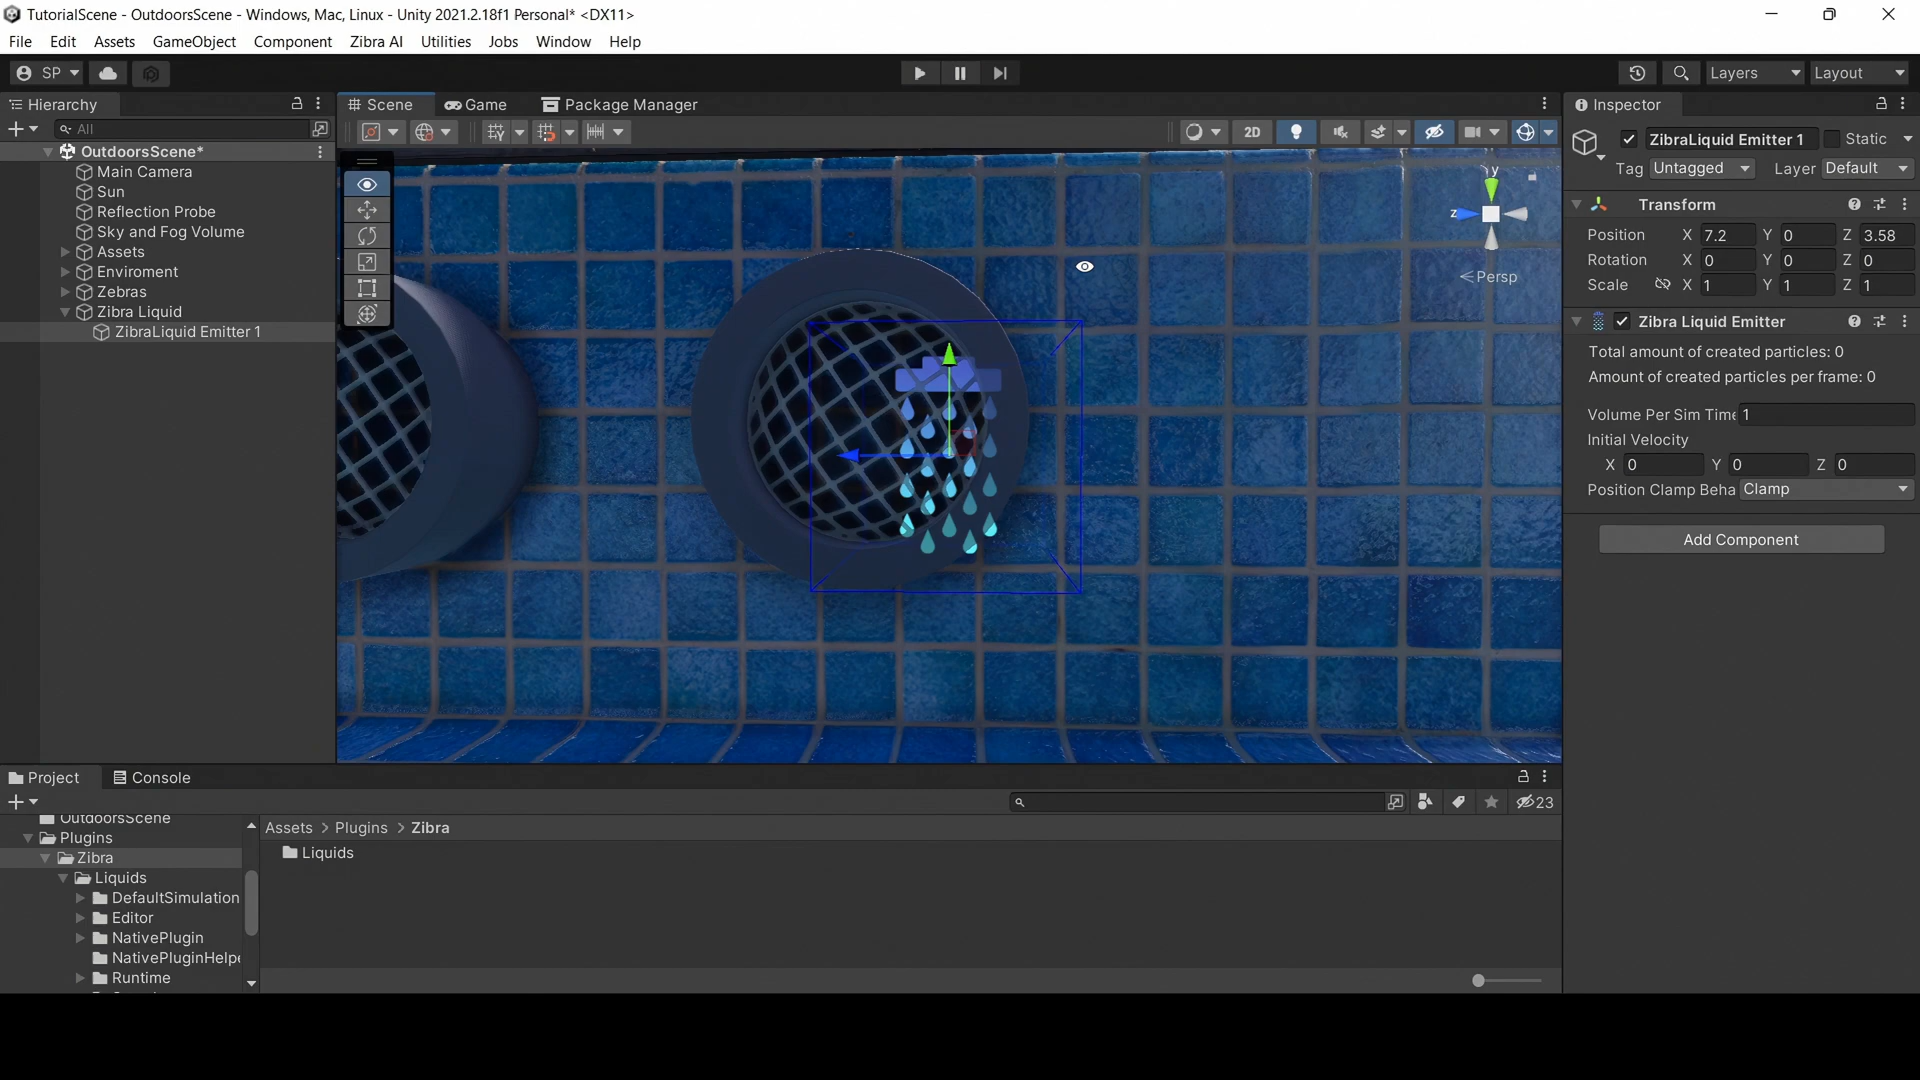 TutorialScene - OutdoorsScene - Windows, Mac, Linux - Unity 2021.2.18f1 Personal* <DX11>
File Edit Assets GameObject Component Zibra AI Utilities Jobs Window Help
SP Layers Layout
Hierarchy
All
OutdoorsScene*
Main Camera
Sun
Reflection Probe
Sky and Fog Volume
Assets
Enviroment
Zebras
Zibra Liquid
ZibraLiquid Emitter 1
Scene Game Package Manager
2D
y
z
Persp
Inspector
ZibraLiquid Emitter 1 Static
Tag Untagged Layer Default
Transform
Position X 7.2 Y 0 Z 3.58
Rotation X 0 Y 0 Z 0
Scale X 1 Y 1 Z 1
Zibra Liquid Emitter
Total amount of created particles: 0
Amount of created particles per frame: 0
Volume Per Sim Time 1
Initial Velocity
X 0 Y 0 Z 0
Position Clamp Beha Clamp
Add Component
Project Console
23
OutdoorsScene
Plugins
Zibra
Liquids
DefaultSimulation
Editor
NativePlugin
NativePluginHelpe
Runtime
Assets > Plugins > Zibra
Liquids